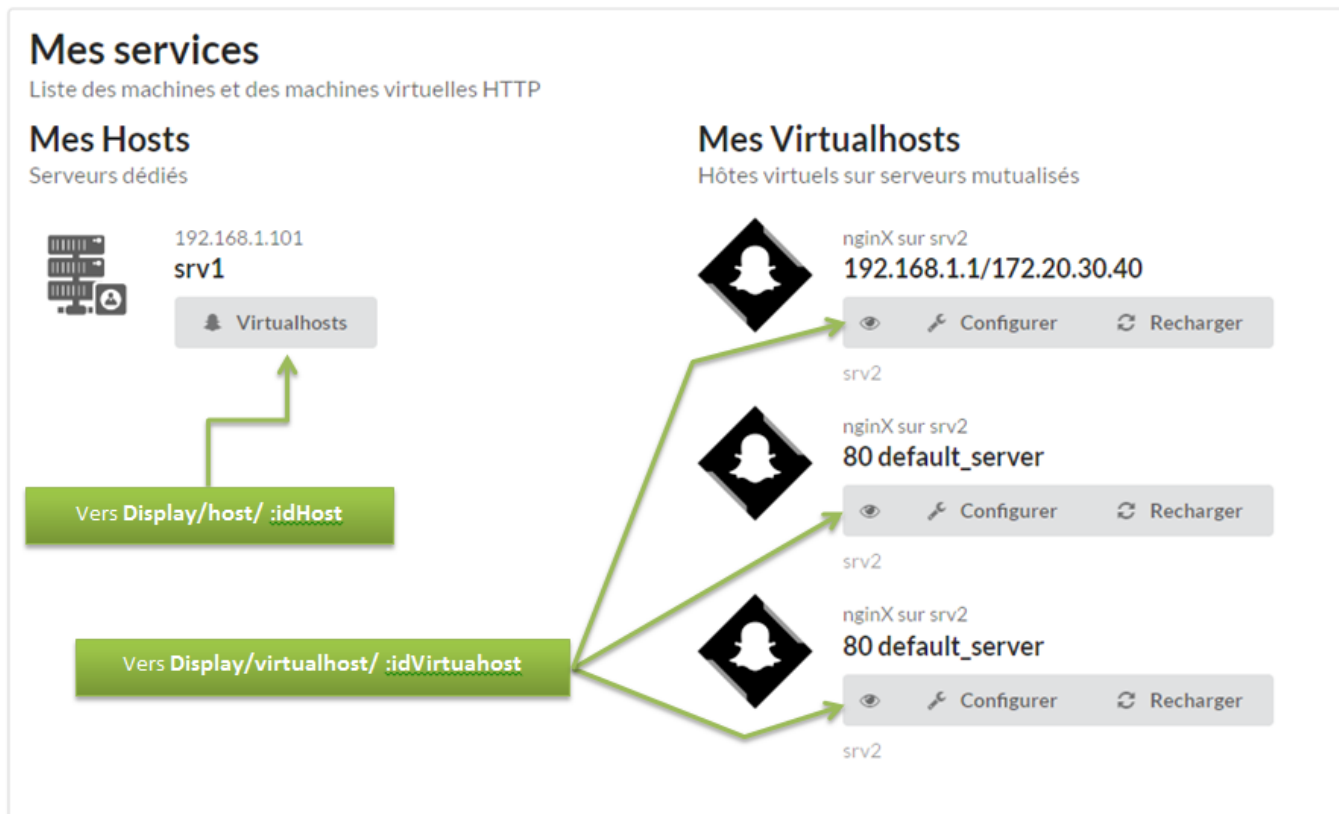 Mes services
Liste des machines et des machines virtuelles HTTP
Mes Hosts
Serveurs dédiés
192.168.1.101
srv1
Virtualhosts
Vers Display/host/ :idHost
Vers Display/virtualhost/ :idVirtuahost
Mes Virtualhosts
Hôtes virtuels sur serveurs mutualisés
nginX sur srv2
192.168.1.1/172.20.30.40
Configurer Recharger
srv2
nginX sur srv2
80 default_server
Configurer Recharger
srv2
nginX sur srv2
80 default_server
Configurer Recharger
srv2